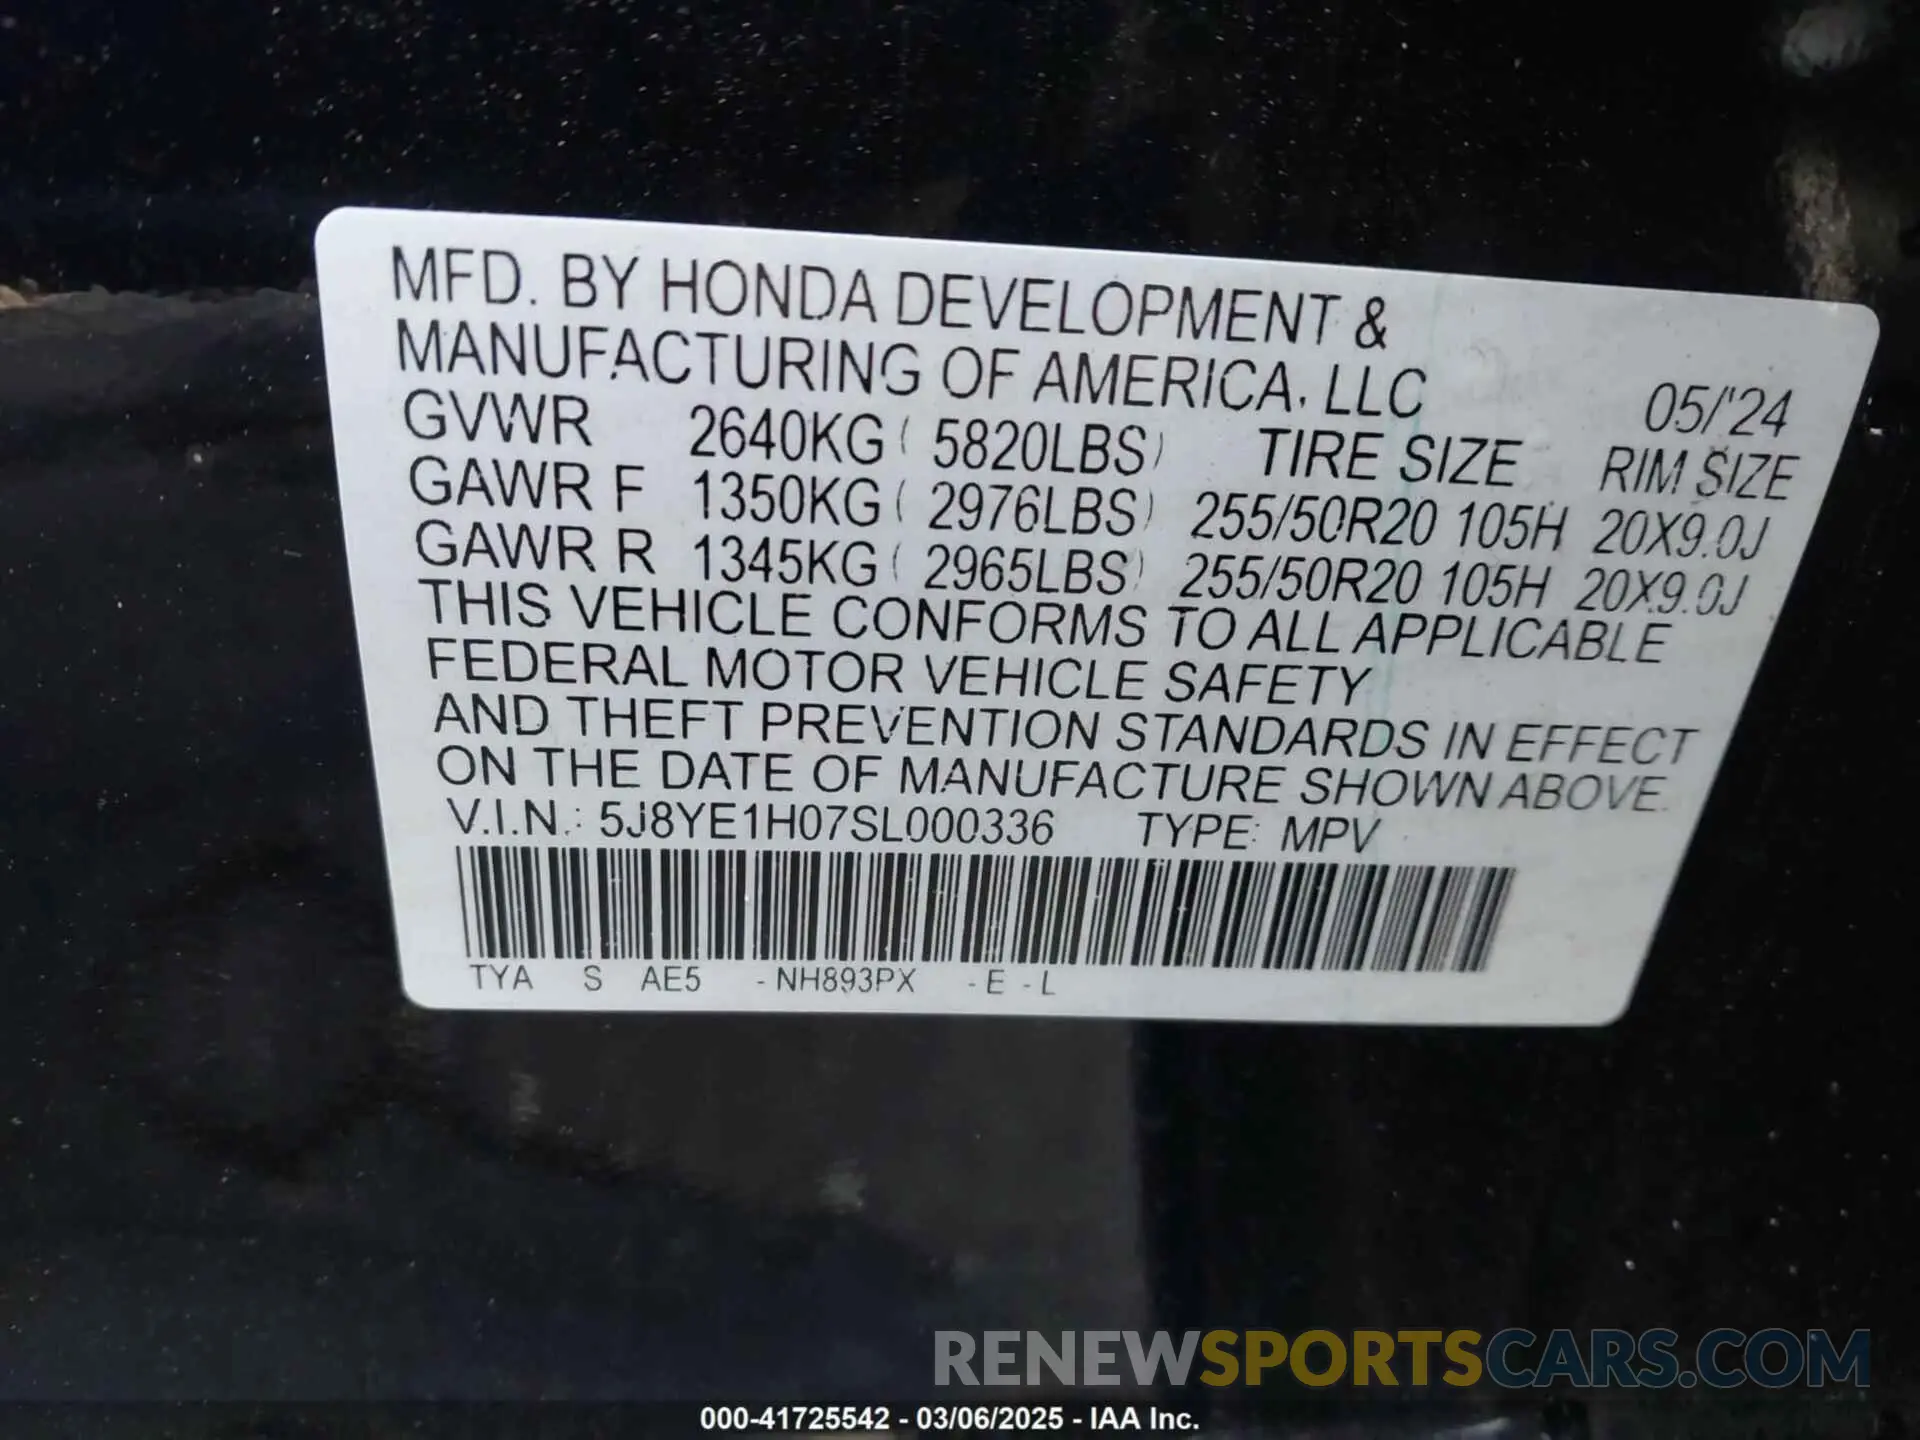 MFD. BY HONDA DEVELOPMENT &
MANUFACTURING OF AMERICA, LLC
05/'24
GVWR 2640KG ( 5820LBS) TIRE SIZE RIM SIZE
GAWR F 1350KG ( 2976LBS) 255/50R20 105H 20X9.0J
GAWR R 1345KG ( 2965LBS) 255/50R20 105H 20X9.0J
THIS VEHICLE CONFORMS TO ALL APPLICABLE
FEDERAL MOTOR VEHICLE SAFETY
AND THEFT PREVENTION STANDARDS IN EFFECT
ON THE DATE OF MANUFACTURE SHOWN ABOVE.
V.I.N.: 5J8YE1H07SL000336 TYPE: MPV
TYA S AE5 - NH893PX - E - L
RENEWSPORTSCARS.COM
000-41725542 - 03/06/2025 - IAA Inc.